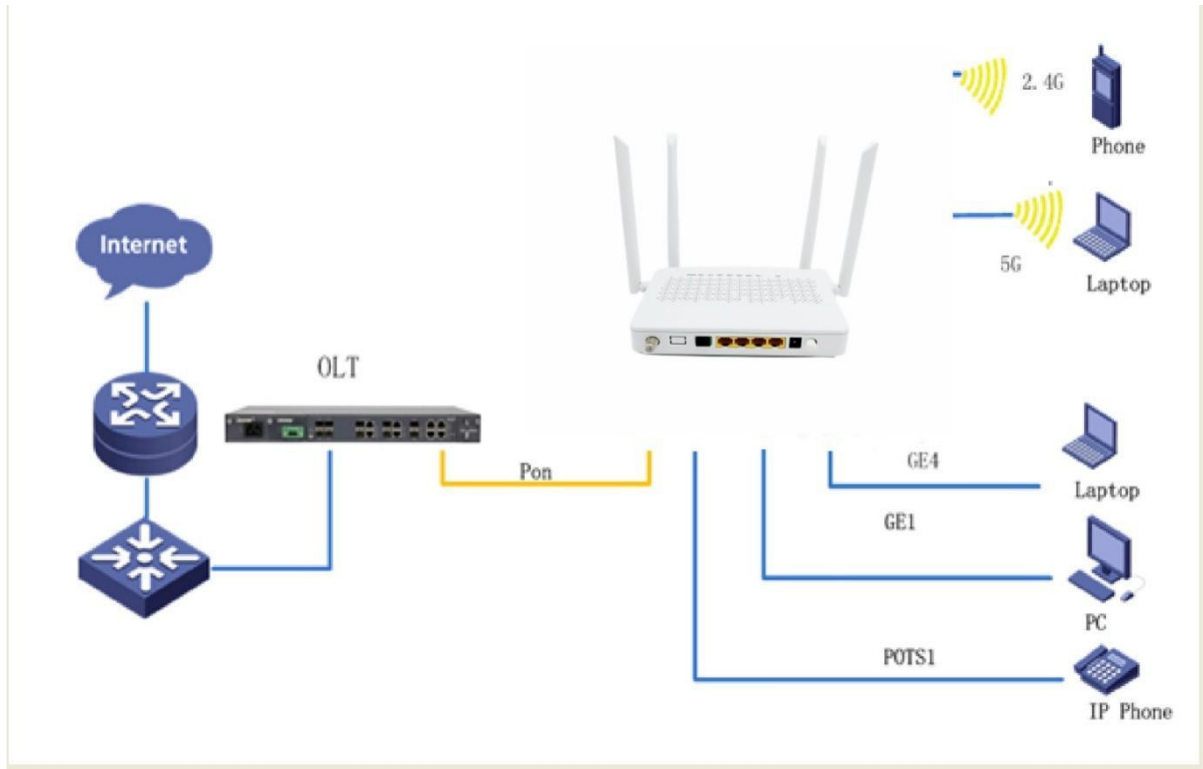 2.4G
Phone
Internet
5G
Laptop
OLT
Pon
GE4
Laptop
GE1
PC
POTS1
IP Phone